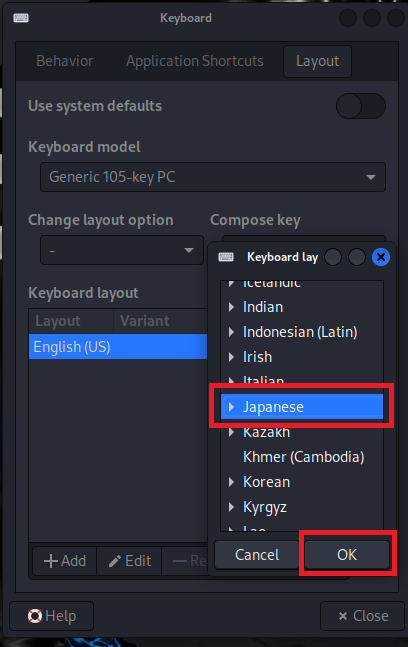 Keyboard
Behavior
Application Shortcuts
Layout
Use system defaults
Keyboard model
Generic 105-key PC
Change layout option
Compose key
-
Keyboard layout
Layout
Variant
English (US)
Add
Edit
Help
Close
Keyboard lay
Icelandic
Indian
Indonesian (Latin)
Irish
Italian
Japanese
Kazakh
Khmer (Cambodia)
Korean
Kyrgyz
Lao
Cancel
OK